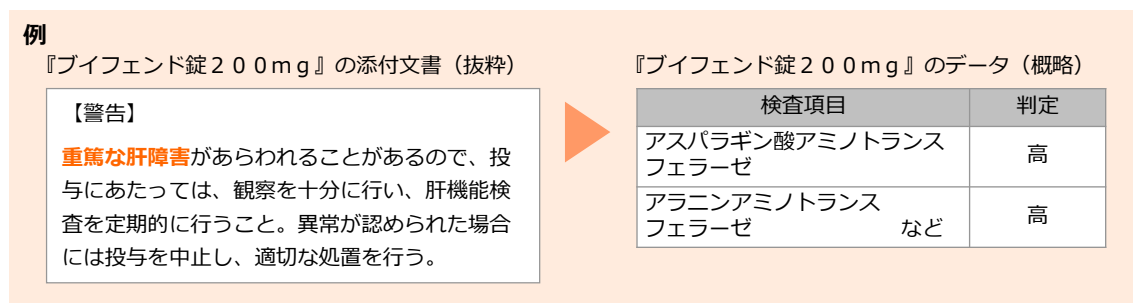 例
『ブイフェンド錠２００ｍｇ』の添付文書（抜粋）
【警告】
重篤な肝障害があらわれることがあるので、投
与にあたっては、観察を十分に行い、肝機能検
査を定期的に行うこと。異常が認められた場合
には投与を中止し、適切な処置を行う。
『ブイフェンド錠２００ｍｇ』のデータ（概略）
検査項目 判定
アスパラギン酸アミノトランス
フェラーゼ 高
アラニンアミノトランス
フェラーゼ など 高